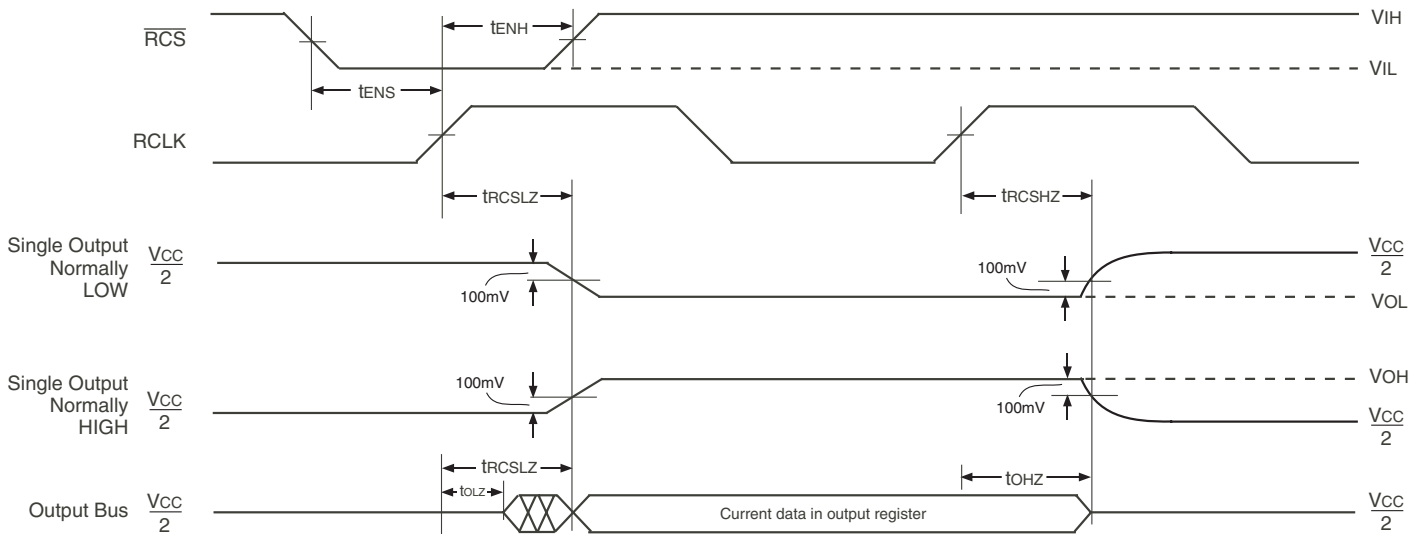 RCS
tENH
VIH
VIL
tENS
RCLK
tRCSLZ
tRCSHZ
Single Output
Normally
LOW
VCC
2
100mV
100mV
VCC
2
VOL
Single Output
Normally
HIGH
VCC
2
100mV
100mV
VOH
VCC
2
tRCSLZ
tOLZ
tOHZ
Output Bus
VCC
2
Current data in output register
VCC
2